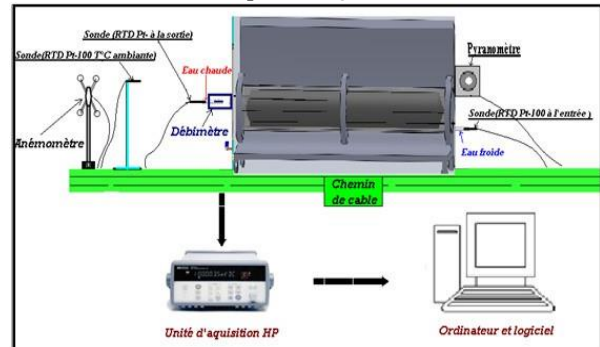 Sonde (RTD Pt- à la sortie)
Sonde(RTD Pt-100 T°C ambiante)
Eau chaude
Pyranomètre
Sonde(RTD Pt-100 à l'entrée )
Anémomètre
Débimètre
Eau froide
Chemin
de cable
Unité d'aquisition HP
Ordinateur et logiciel